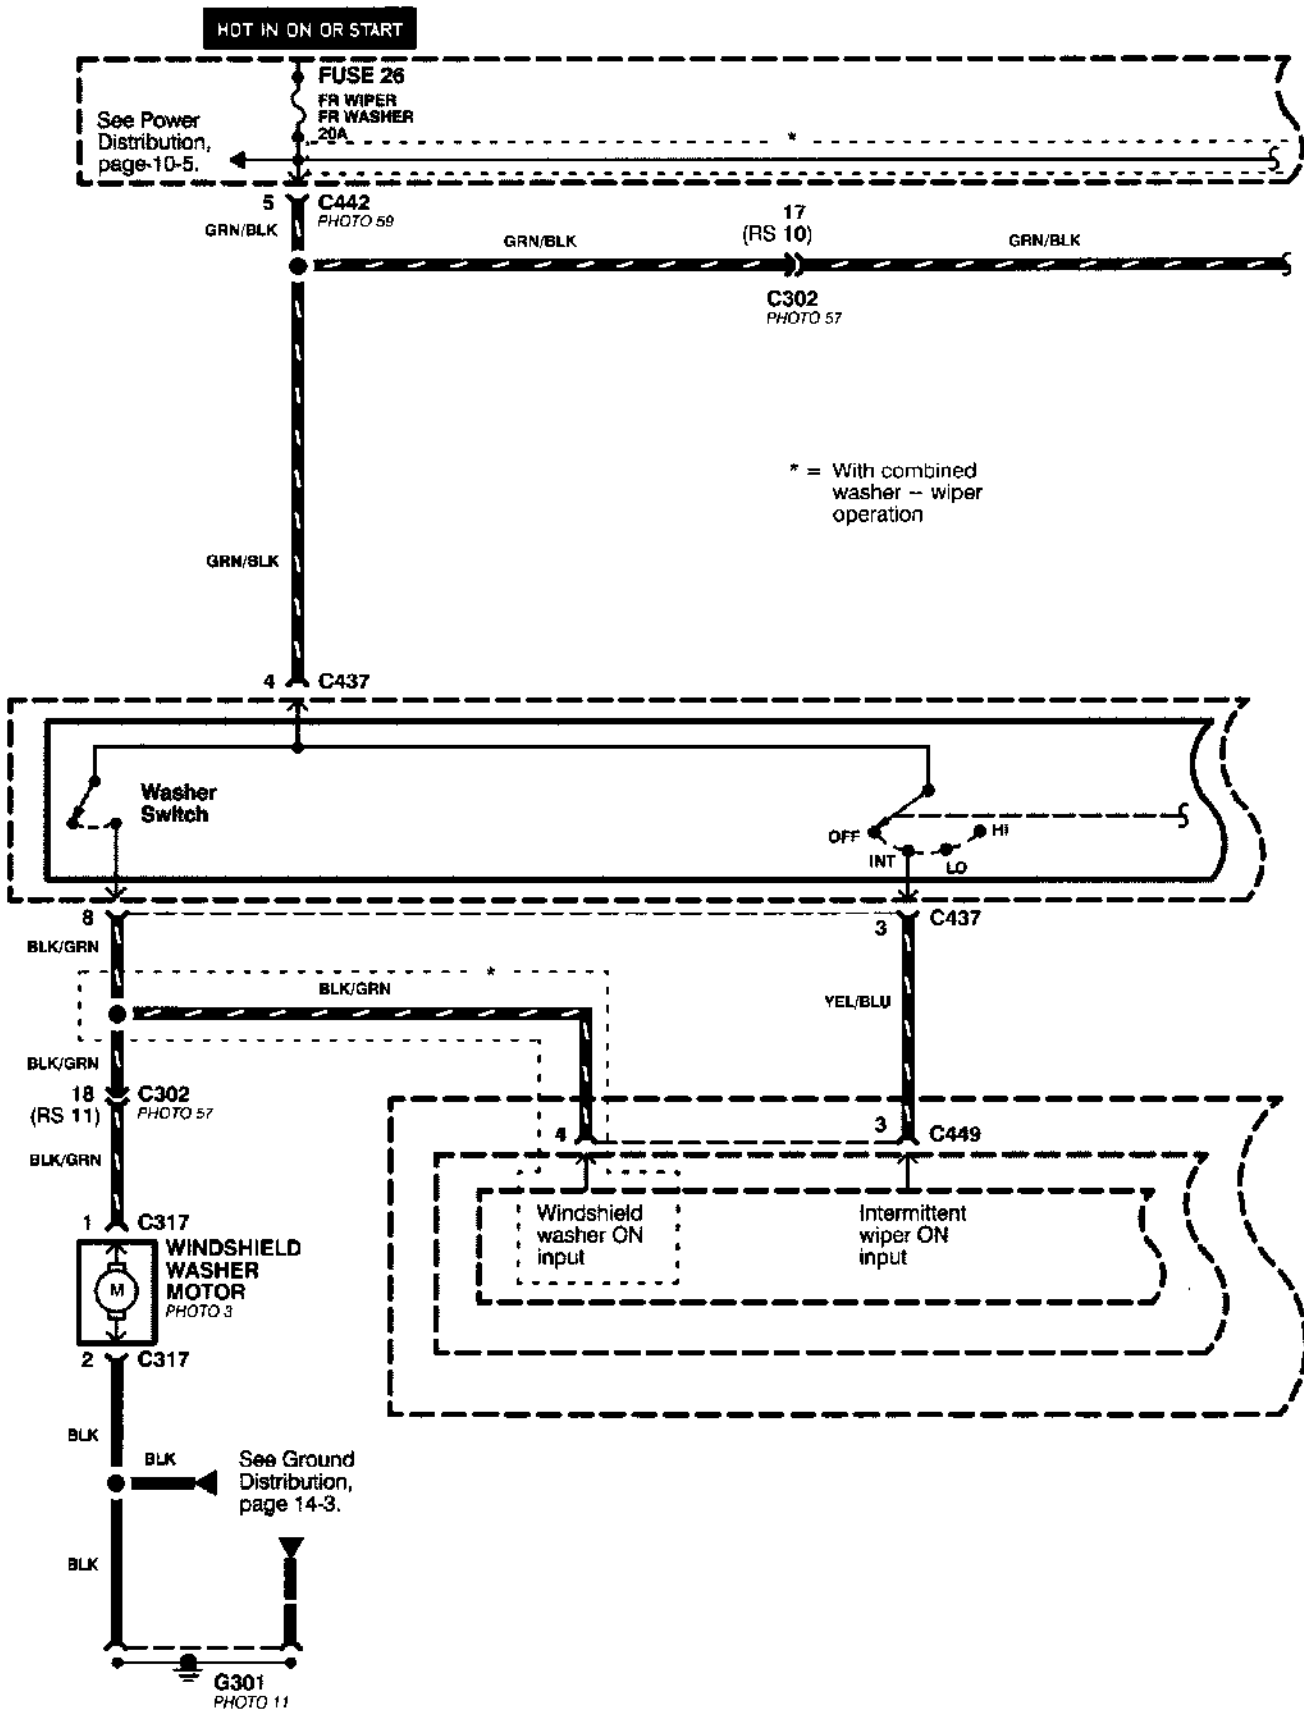 HOT IN ON OR START
FUSE 26
FR WIPER
FR WASHER
20A
See Power
Distribution,
page-10-5.
*
5
C442
PHOTO 59
GRN/BLK
GRN/BLK
17
(RS 10)
GRN/BLK
C302
PHOTO 57
* = With combined
washer – wiper
operation
GRN/BLK
4
C437
Washer
Switch
OFF
INT
LO
HI
8
3
C437
BLK/GRN
*
BLK/GRN
YEL/BLU
BLK/GRN
18
(RS 11)
C302
PHOTO 57
BLK/GRN
4
3
C449
1
C317
Windshield
washer ON
input
Intermittent
wiper ON
input
WINDSHIELD
WASHER
MOTOR
PHOTO 3
M
2
C317
BLK
BLK
See Ground
Distribution,
page 14-3.
BLK
G301
PHOTO 11